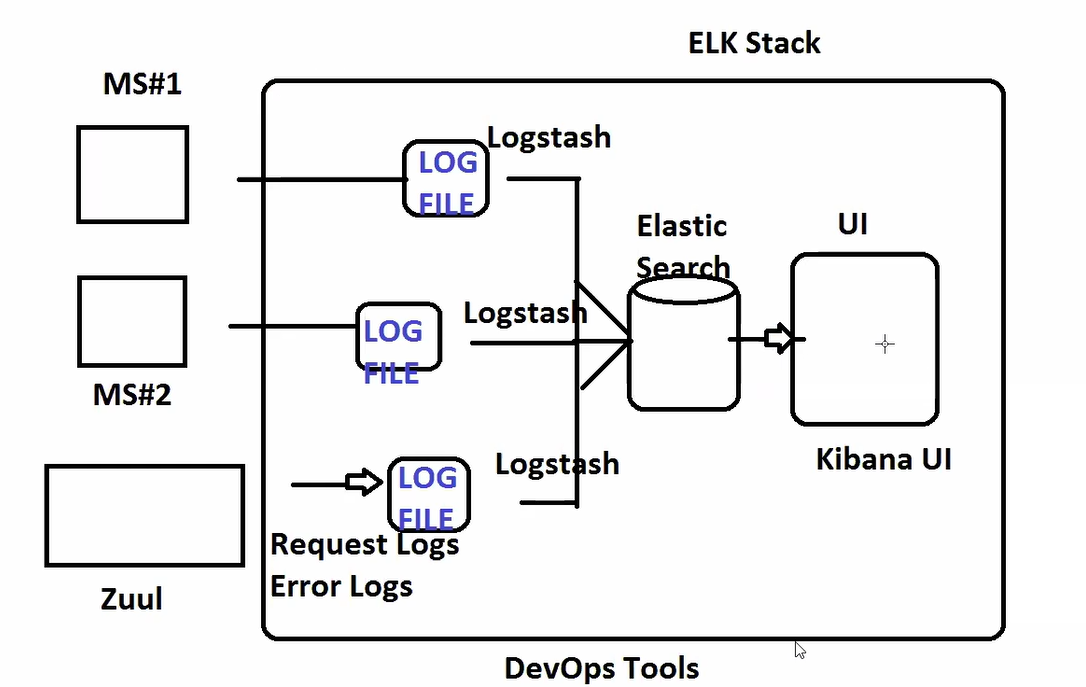 ELK Stack
MS#1
Logstash
LOG
FILE
Elastic
Search
UI
Logstash
LOG
FILE
MS#2
Kibana UI
Logstash
LOG
FILE
Request Logs
Error Logs
Zuul
DevOps Tools